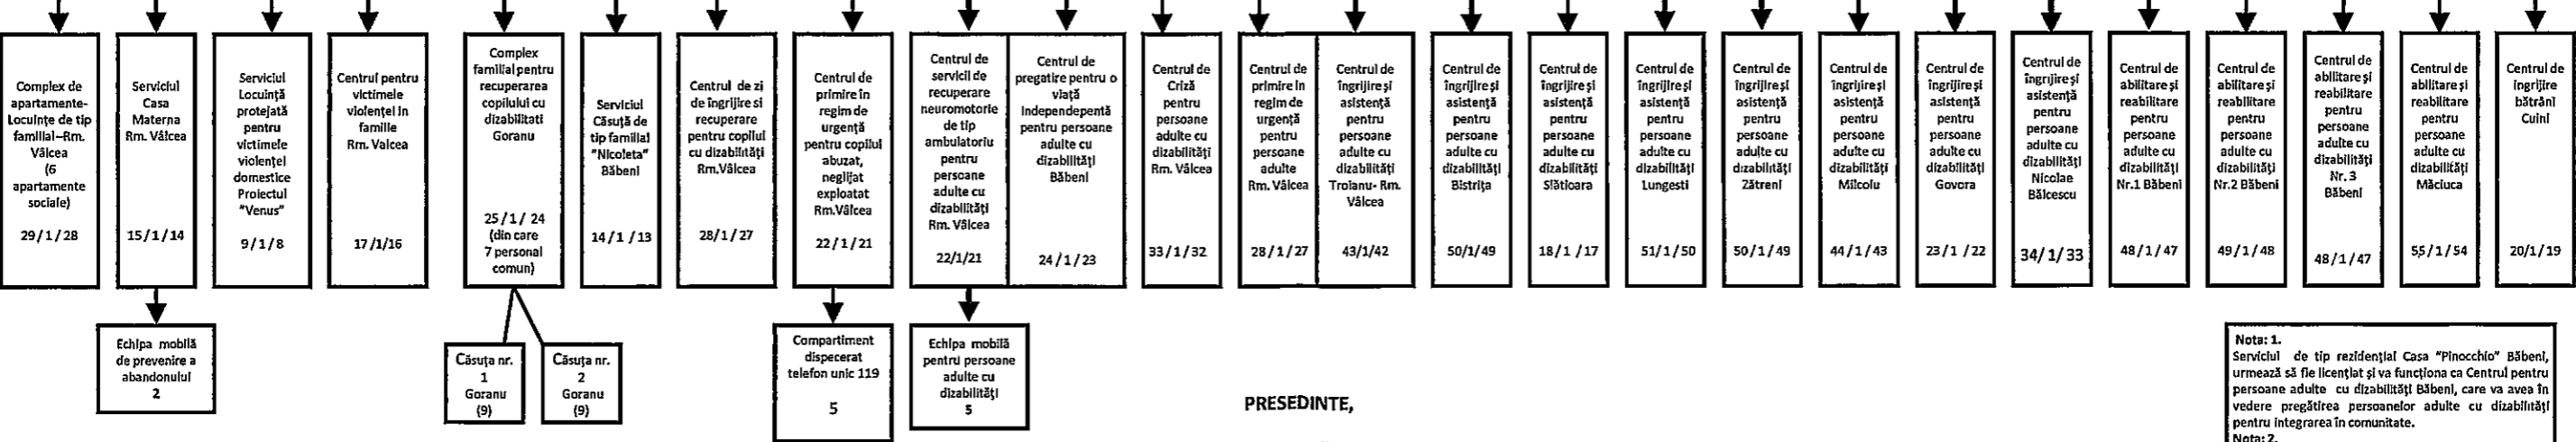 Complex de
apartamente-
Locuințe de tip
familial–Rm.
Vâlcea
(6
apartamente
sociale)
29/1/28
Serviciul
Casa
Materna
Rm. Vâlcea
15/1/14
Serviciul
Locuință
protejată
pentru
victimele
violenței
domestice
Proiectul
"Venus"
9/1/8
Centrul pentru
victimele
violenței in
familie
Rm. Valcea
17/1/16
Complex
familial pentru
recuperarea
copilului cu
dizabilitati
Goranu
25/1/ 24
(din care
7 personal
comun)
Serviciul
Căsuță de
tip familial
"Nicoleta"
Băbeni
14/1 /13
Centrul de zi
de îngrijire si
recuperare
pentru copilul
cu dizabilități
Rm.Vâlcea
28/1/27
Centrul de
primire în
regim de
urgență
pentru copilul
abuzat,
neglijat
exploatat
Rm.Vâlcea
22/1/21
Centrul de
servicii de
recuperare
neuromotorie
de tip
ambulatoriu
pentru
persoane
adulte cu
dizabilități
Rm. Vâlcea
22/1/21
Centrul de
pregatire pentru o
viață
Independepentă
pentru persoane
adulte cu
dizabilități
Băbeni
24/1/23
Centrul de
Criză
pentru
persoane
adulte cu
dizabilități
Rm. Vâlcea
33/1/32
Centrul de
primire in
regim de
urgență
pentru
persoane
adulte
Rm. Vâlcea
28/1/27
Centrul de
îngrijire și
asistență
pentru
persoane
adulte cu
dizabilități
Troianu- Rm.
Vâlcea
43/1/42
Centrul de
îngrijire și
asistență
pentru
persoane
adulte cu
dizabilități
Bistrița
50/1/49
Centrul de
îngrijire și
asistență
pentru
persoane
adulte cu
dizabilități
Slătioara
18/1 /17
Centrul de
îngrijire și
asistență
pentru
persoane
adulte cu
dizabilități
Lungesti
51/1/50
Centrul de
îngrijire și
asistență
pentru
persoane
adulte cu
dizabilități
Zătreni
50/1/49
Centrul de
îngrijire și
asistență
pentru
persoane
adulte cu
dizabilități
Milcoiu
44/1/43
Centrul de
îngrijire și
asistență
pentru
persoane
adulte cu
dizabilități
Govora
23/1 /22
Centrul de
îngrijire și
asistență
pentru
persoane
adulte cu
dizabilități
Nicolae
Bălcescu
34/1/33
Centrul de
abilitare și
reabilitare
pentru
persoane
adulte cu
dizabilități
Nr.1 Băbeni
48/1/47
Centrul de
abilitare și
reabilitare
pentru
persoane
adulte cu
dizabilități
Nr.2 Băbeni
49/1/48
Centrul de
abilitare și
reabilitare
pentru
persoane
adulte cu
dizabilități
Nr. 3
Băbeni
48/1/47
Centrul de
abilitare și
reabilitare
pentru
persoane
adulte cu
dizabilități
Măciuca
55/1/54
Centrul de
ingrijire
bătrâni
Cuini
20/1/19
Echipa mobilă
de prevenire a
abandonului
2
Căsuța nr.
1
Goranu
(9)
Căsuța nr.
2
Goranu
(9)
Compartiment
dispecerat
telefon unic 119
5
Echipa mobilă
pentru persoane
adulte cu
dizabilități
5
PRESEDINTE,
Nota: 1.
Serviciul de tip rezidențial Casa "Pinocchio" Băbeni,
urmează să fie licențiat și va funcționa ca Centrul pentru
persoane adulte cu dizabilități Băbeni, care va avea în
vedere pregătirea persoanelor adulte cu dizabilități
pentru integrarea în comunitate.
Nota: 2.